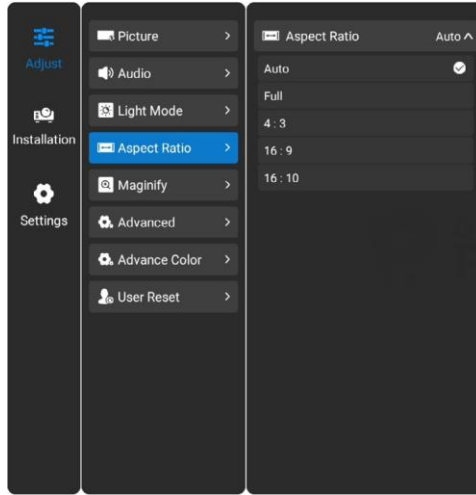 Adjust
Installation
Settings
Picture
Audio
Light Mode
Aspect Ratio
Maginify
Advanced
Advance Color
User Reset
Aspect Ratio Auto
Auto
Full
4 : 3
16 : 9
16 : 10